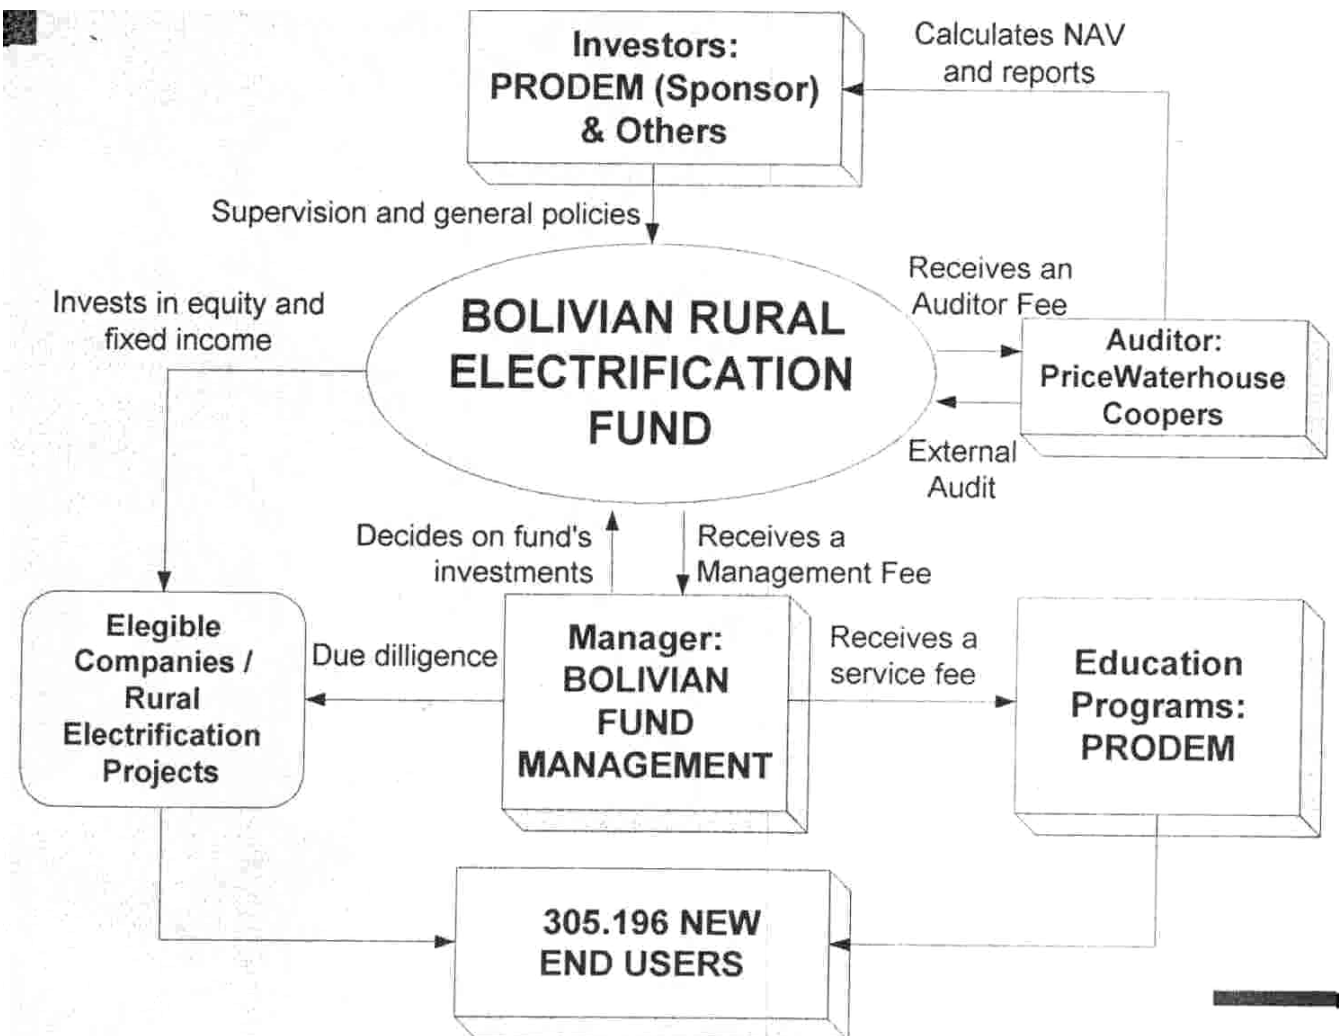 Investors:
PRODEM (Sponsor)
& Others
Calculates NAV
and reports
Supervision and general policies
Invests in equity and
fixed income
BOLIVIAN RURAL
ELECTRIFICATION
FUND
Receives an
Auditor Fee
Auditor:
PriceWaterhouse
Coopers
External
Audit
Decides on fund's
investments
Receives a
Management Fee
Elegible
Companies /
Rural
Electrification
Projects
Due dilligence
Manager:
BOLIVIAN
FUND
MANAGEMENT
Receives a
service fee
Education
Programs:
PRODEM
305.196 NEW
END USERS